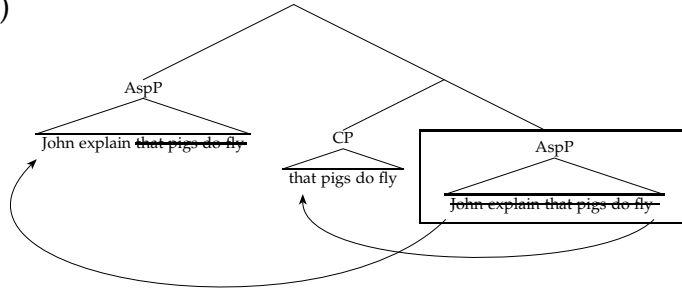 )
AspP
John explain that pigs do fly
CP
that pigs do fly
AspP
John explain that pigs do fly